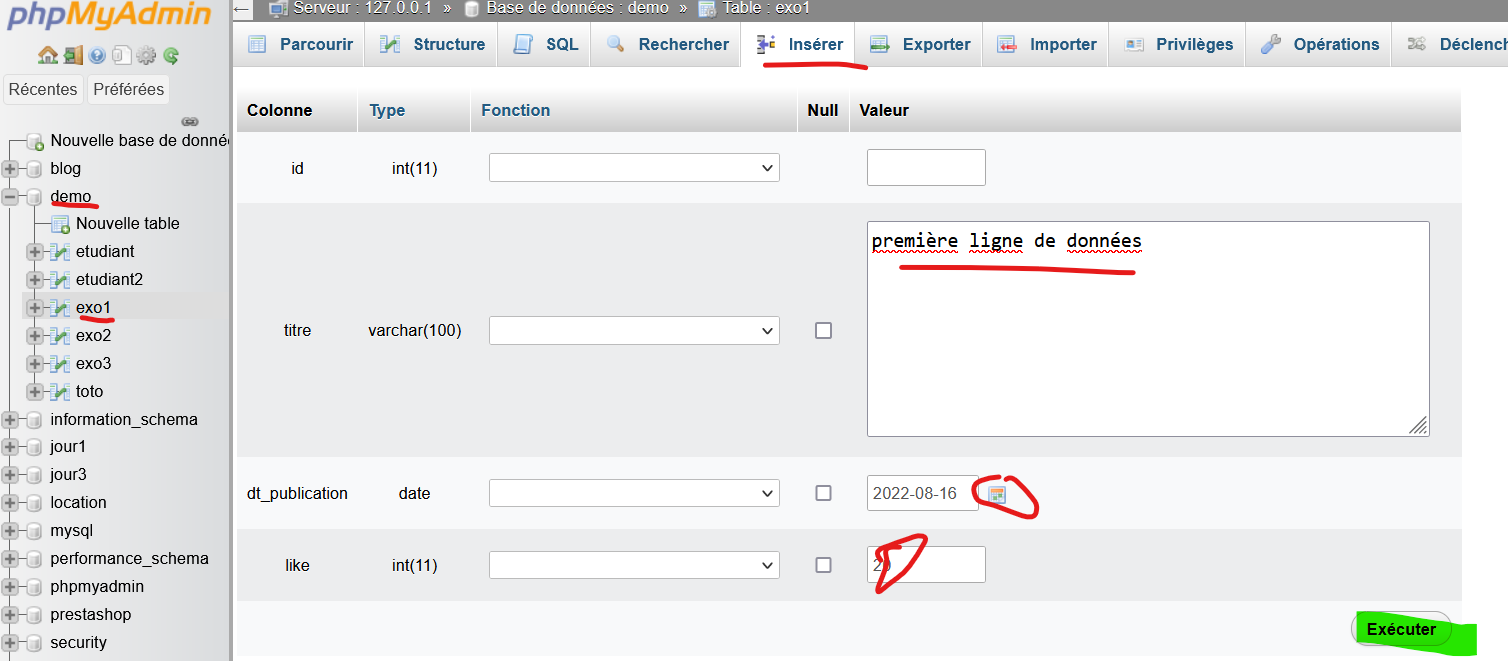 phpMyAdmin
Récentes
Préférées
Nouvelle base de donné
blog
demo
Nouvelle table
etudiant
etudiant2
exo1
exo2
exo3
toto
information_schema
jour1
jour3
location
mysql
performance_schema
phpmyadmin
prestashop
security
Serveur : 127.0.0.1 » Base de données : demo » Table : exo1
Parcourir Structure SQL Rechercher Insérer Exporter Importer Privilèges Opérations Déclench
Colonne Type Fonction Null Valeur
id int(11)
titre varchar(100) première ligne de données
dt_publication date 2022-08-16
like int(11)
Exécuter